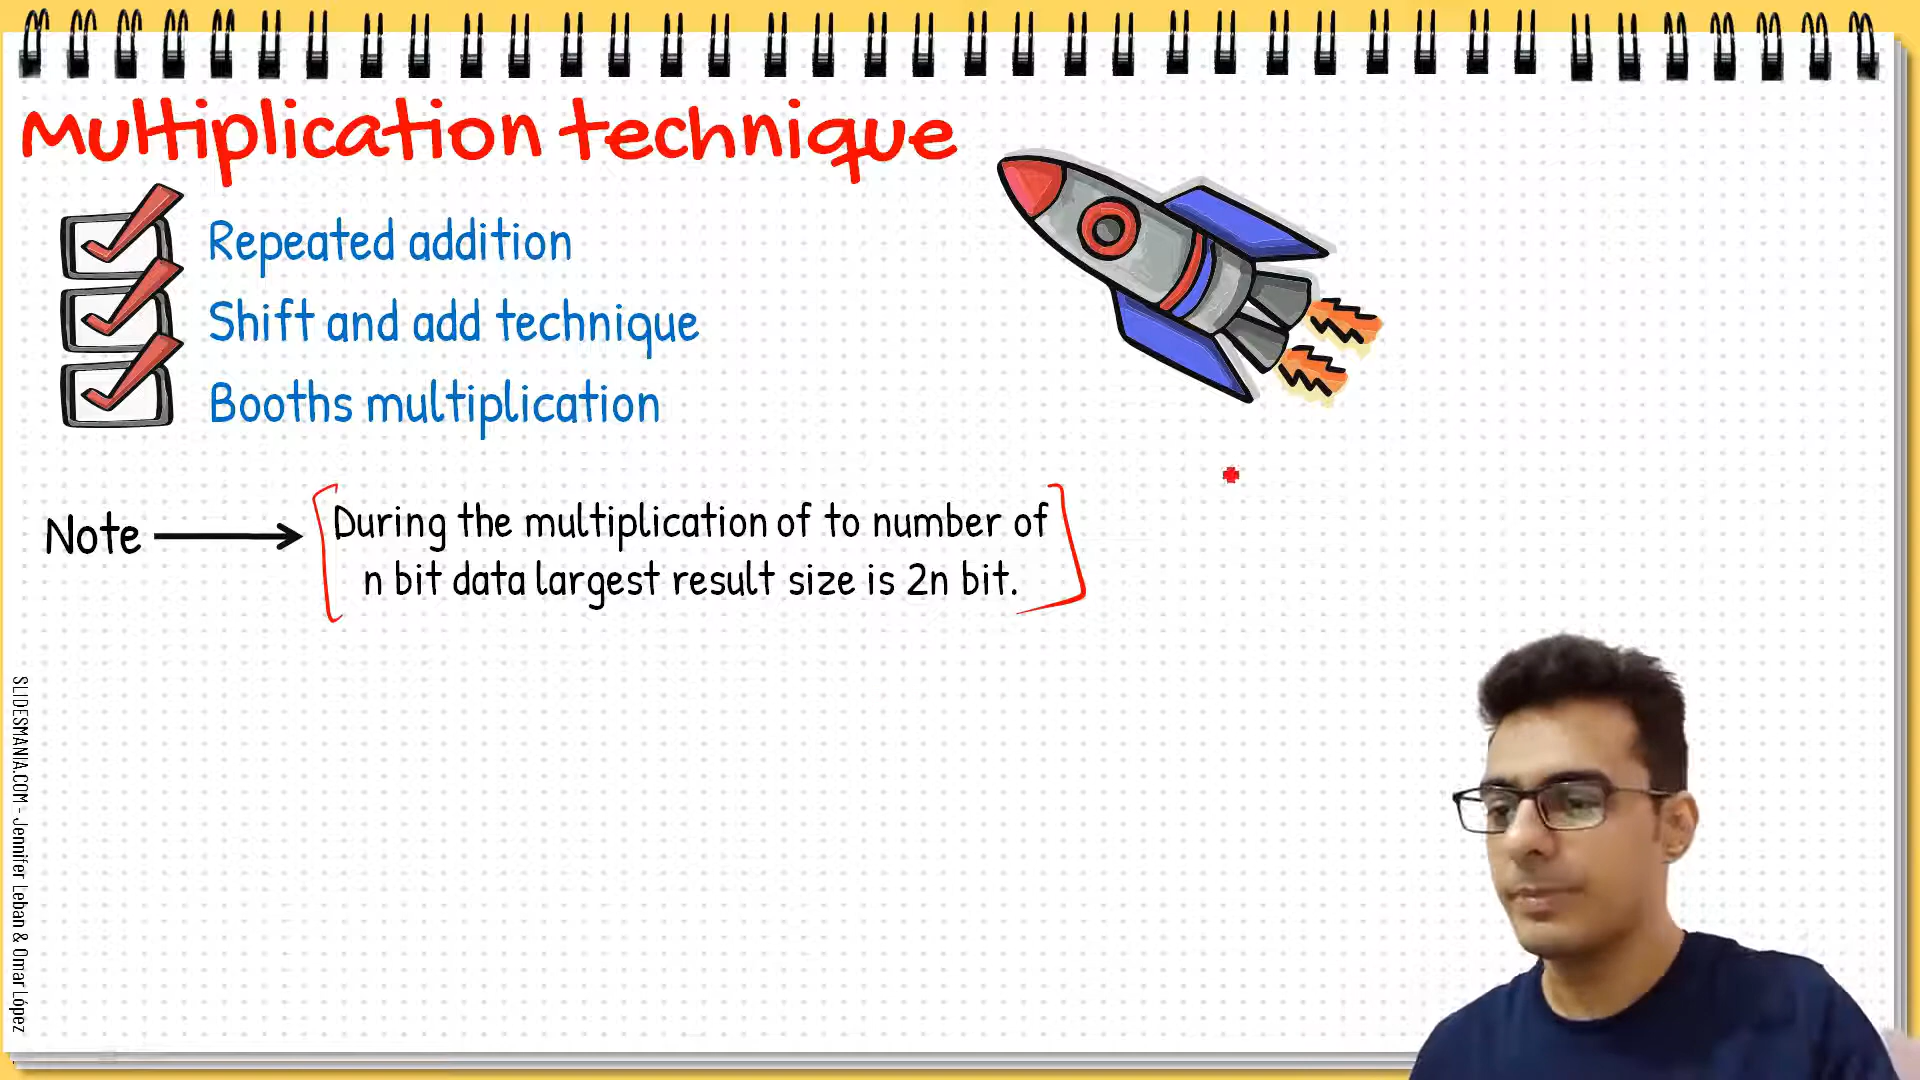 Multiplication technique
Repeated addition
Shift and add technique
Booths multiplication
Note
During the multiplication of to number of
n bit data largest result size is 2n bit.
SLIDESMANIA.COM - Jennifer Leban & Omar López